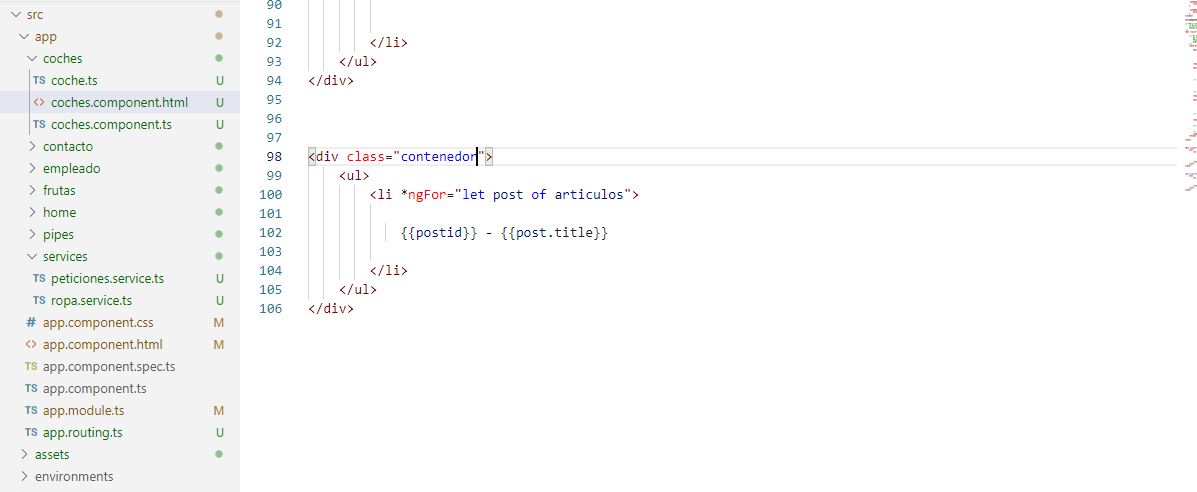 src
app
coches
TS coche.ts U
<> coches.component.html U
TS coches.component.ts U
contacto
empleado
frutas
home
pipes
services
TS peticiones.service.ts U
TS ropa.service.ts U
# app.component.css M
<> app.component.html M
TS app.component.spec.ts
TS app.component.ts
TS app.module.ts M
TS app.routing.ts U
assets
environments
90
91
92 </li>
93 </ul>
94 </div>
95
96
97
98 <div class="contenedor">
99 <ul>
100 <li *ngFor="let post of articulos">
101
102 {{postid}} - {{post.title}}
103
104 </li>
105 </ul>
106 </div>